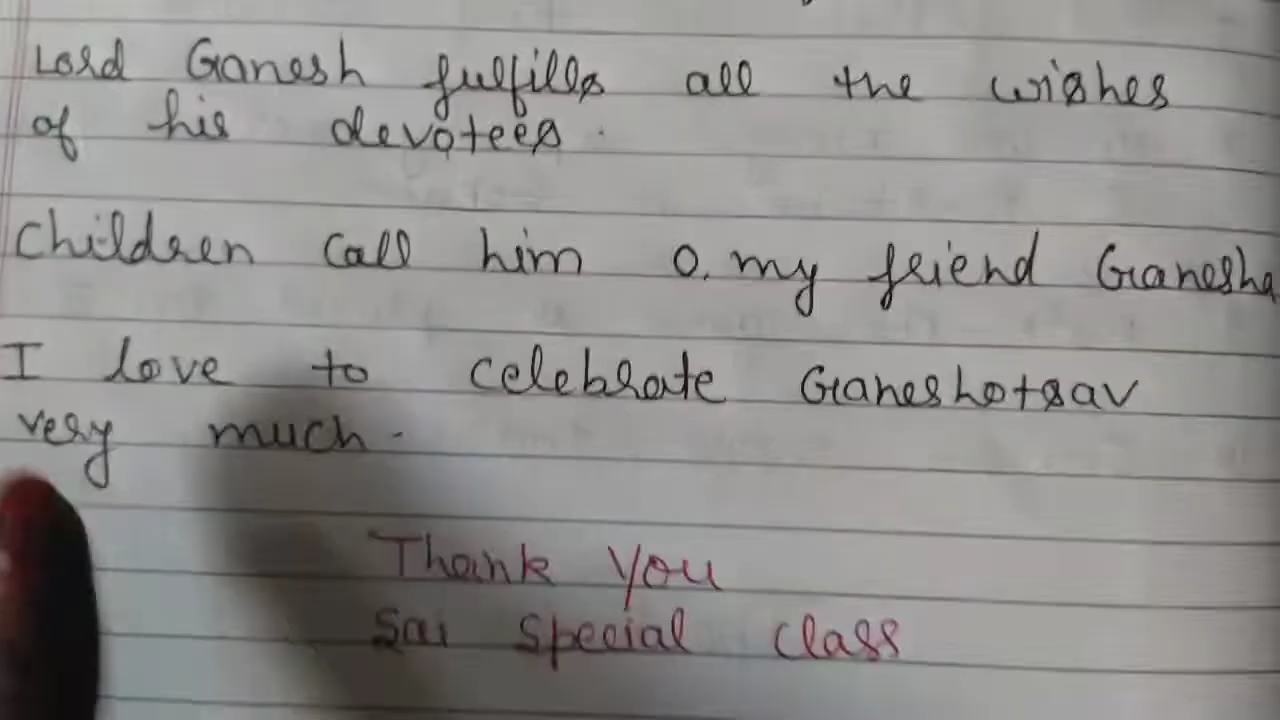 Lord Ganesh fulfills all the wishes
of his devotees.
Children call him O. my friend Ganesha
I love to celebrate Ganeshotsav
very much.
Thank You
Sai Special Class